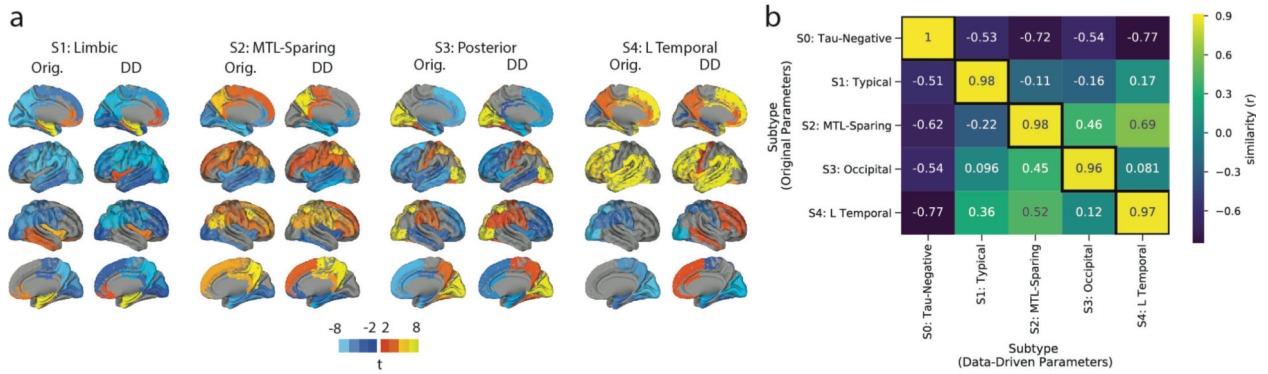 a
S1: Limbic
Orig. DD
S2: MTL-Sparing
Orig. DD
S3: Posterior
Orig. DD
S4: L Temporal
Orig. DD
-8 -2 2 8
t
b
Subtype
(Original Parameters)
S0: Tau-Negative 1 -0.53 -0.72 -0.54 -0.77
S1: Typical -0.51 0.98 -0.11 -0.16 0.17
S2: MTL-Sparing -0.62 -0.22 0.98 0.46 0.69
S3: Occipital -0.54 0.096 0.45 0.96 0.081
S4: L Temporal -0.77 0.36 0.52 0.12 0.97
S0: Tau-Negative
S1: Typical
S2: MTL-Sparing
S3: Occipital
S4: L Temporal
Subtype
(Data-Driven Parameters)
0.9
0.6
0.3
0.0
−0.3
−0.6
similarity (r)